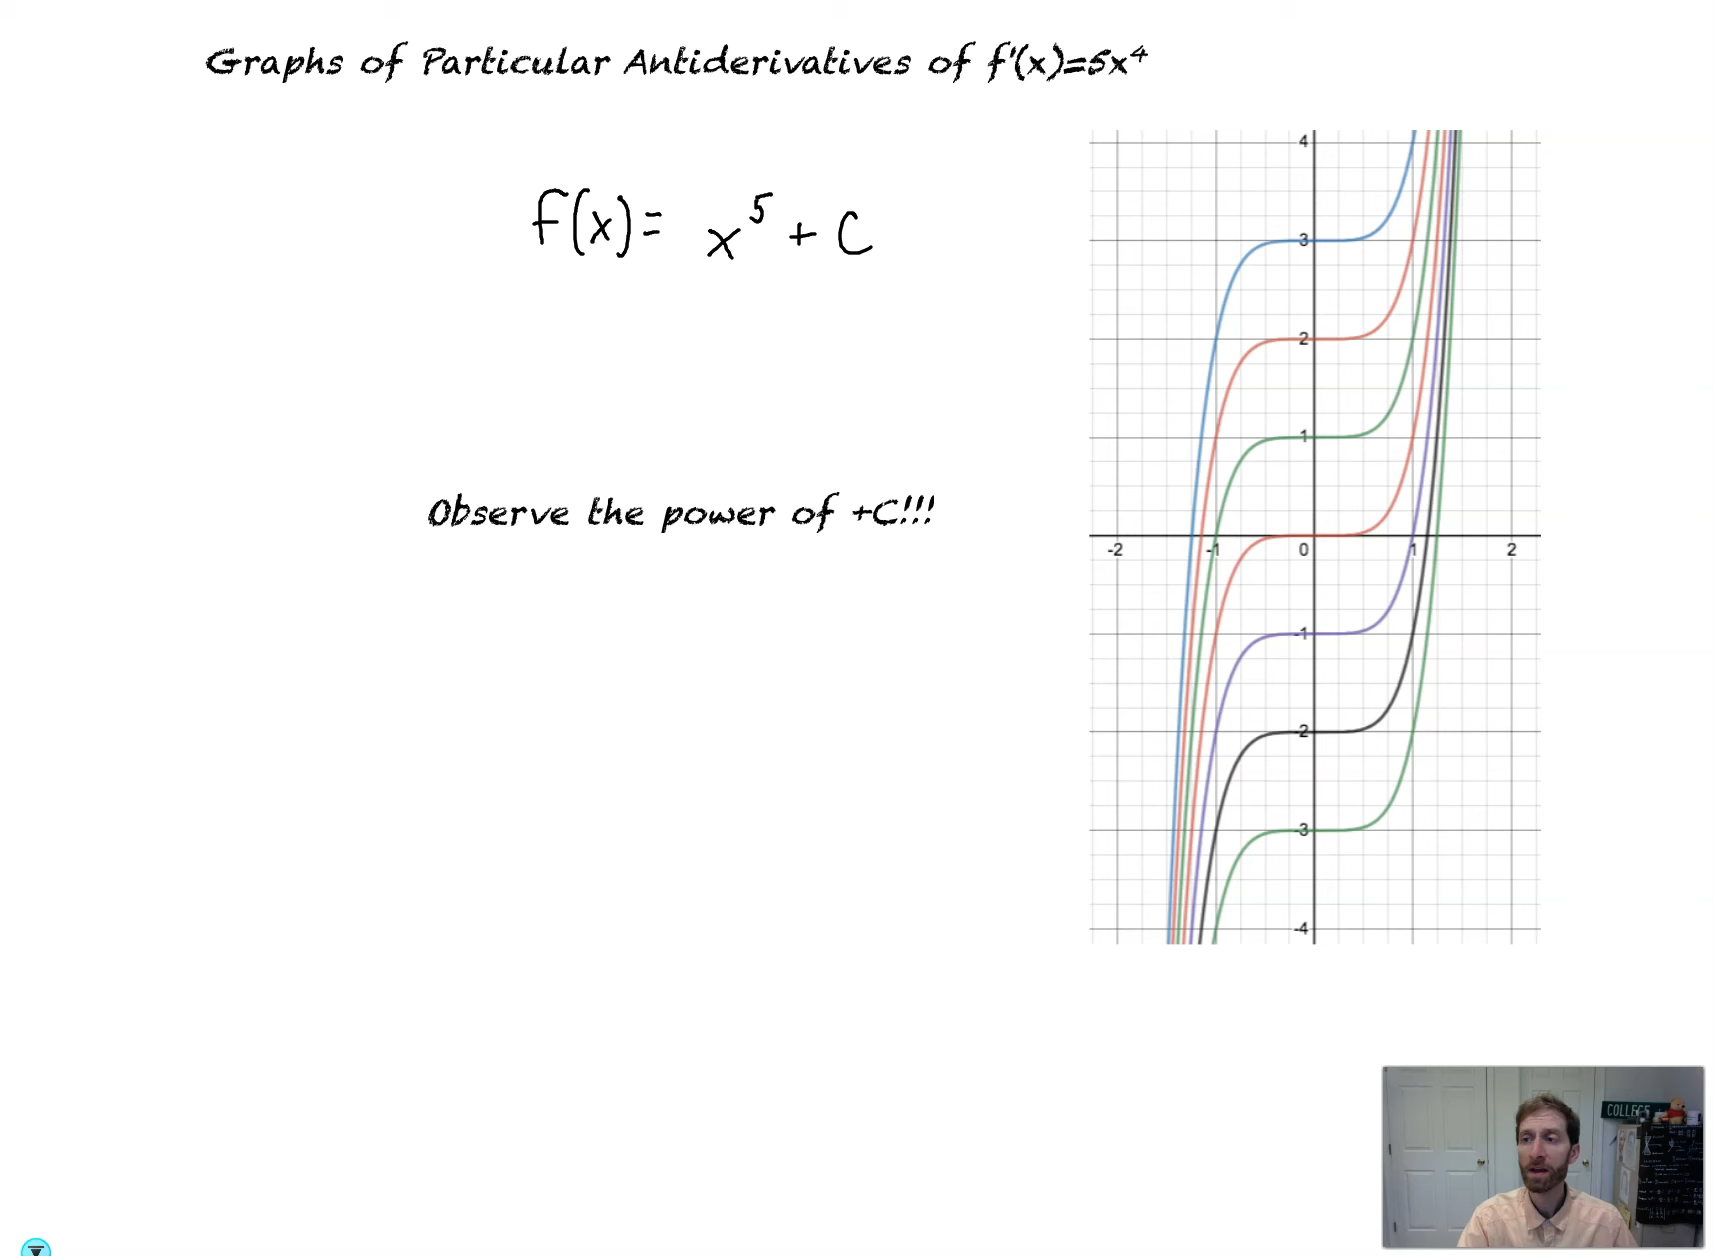 Graphs of Particular Antiderivatives of f'(x)=5x⁴
f(x)= x⁵ + C
Observe the power of +C!!!
4
3
2
1
-2 -1 0 1 2
-1
-2
-3
-4
COLLEGE